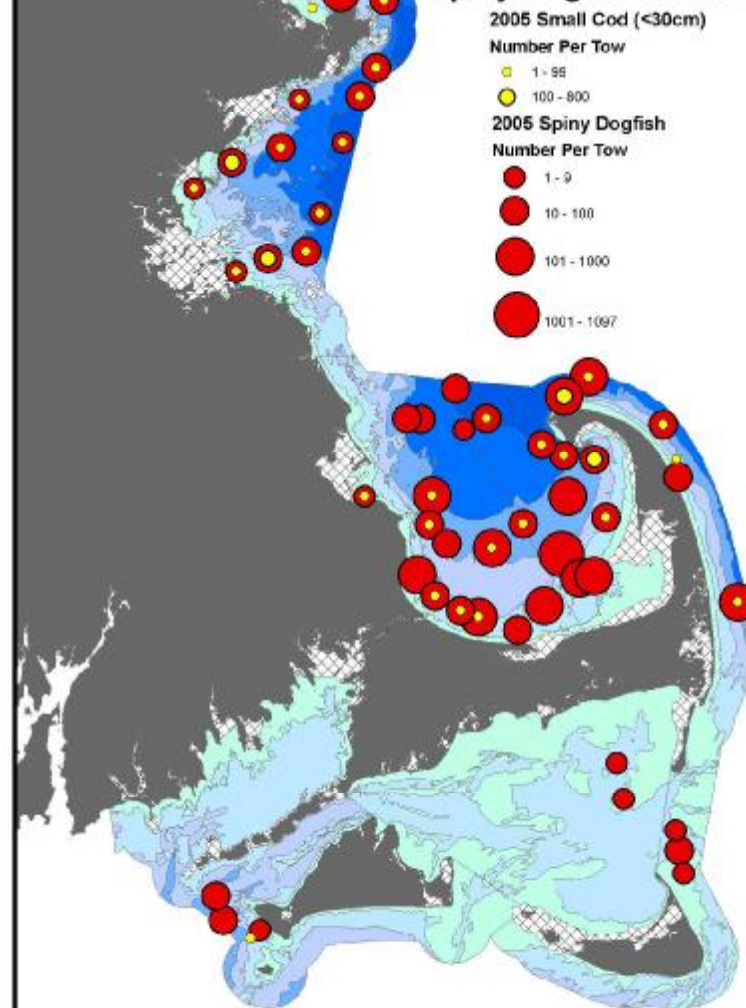 2005 Small Cod (<30cm)
Number Per Tow
1 - 99
100 - 800
2005 Spiny Dogfish
Number Per Tow
1 - 9
10 - 100
101 - 1000
1001 - 1097